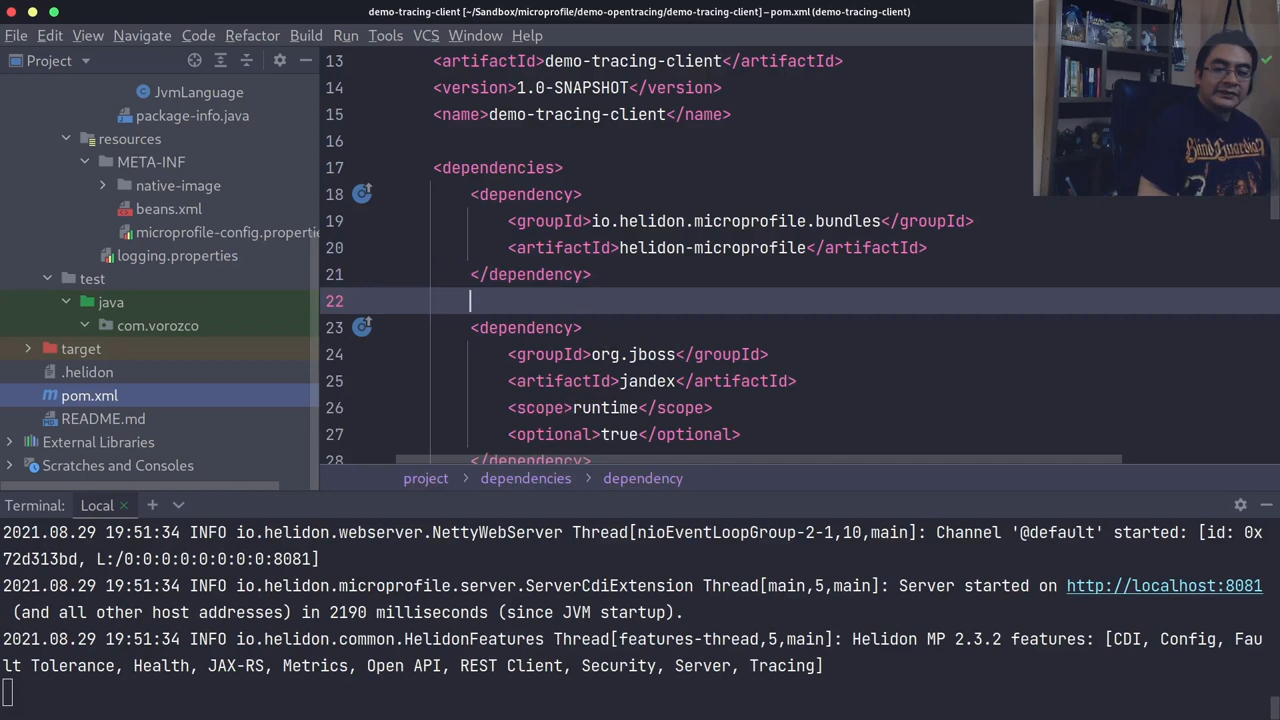 demo-tracing-client [~/Sandbox/microprofile/demo-opentracing/demo-tracing-client] – pom.xml (demo-tracing-client)
File Edit View Navigate Code Refactor Build Run Tools VCS Window Help
Project
JvmLanguage
package-info.java
resources
META-INF
native-image
beans.xml
microprofile-config.propertie
logging.properties
test
java
com.vorozco
target
.helidon
pom.xml
README.md
External Libraries
Scratches and Consoles
13 <artifactId>demo-tracing-client</artifactId>
14 <version>1.0-SNAPSHOT</version>
15 <name>demo-tracing-client</name>
16
17 <dependencies>
18 <dependency>
19 <groupId>io.helidon.microprofile.bundles</groupId>
20 <artifactId>helidon-microprofile</artifactId>
21 </dependency>
22
23 <dependency>
24 <groupId>org.jboss</groupId>
25 <artifactId>jandex</artifactId>
26 <scope>runtime</scope>
27 <optional>true</optional>
28 </dependency>
project > dependencies > dependency
Blind Guardian
Terminal: Local
2021.08.29 19:51:34 INFO io.helidon.webserver.NettyWebServer Thread[nioEventLoopGroup-2-1,10,main]: Channel '@default' started: [id: 0x
72d313bd, L:/0:0:0:0:0:0:0:0:8081]
2021.08.29 19:51:34 INFO io.helidon.microprofile.server.ServerCdiExtension Thread[main,5,main]: Server started on http://localhost:8081
(and all other host addresses) in 2190 milliseconds (since JVM startup).
2021.08.29 19:51:34 INFO io.helidon.common.HelidonFeatures Thread[features-thread,5,main]: Helidon MP 2.3.2 features: [CDI, Config, Fau
lt Tolerance, Health, JAX-RS, Metrics, Open API, REST Client, Security, Server, Tracing]